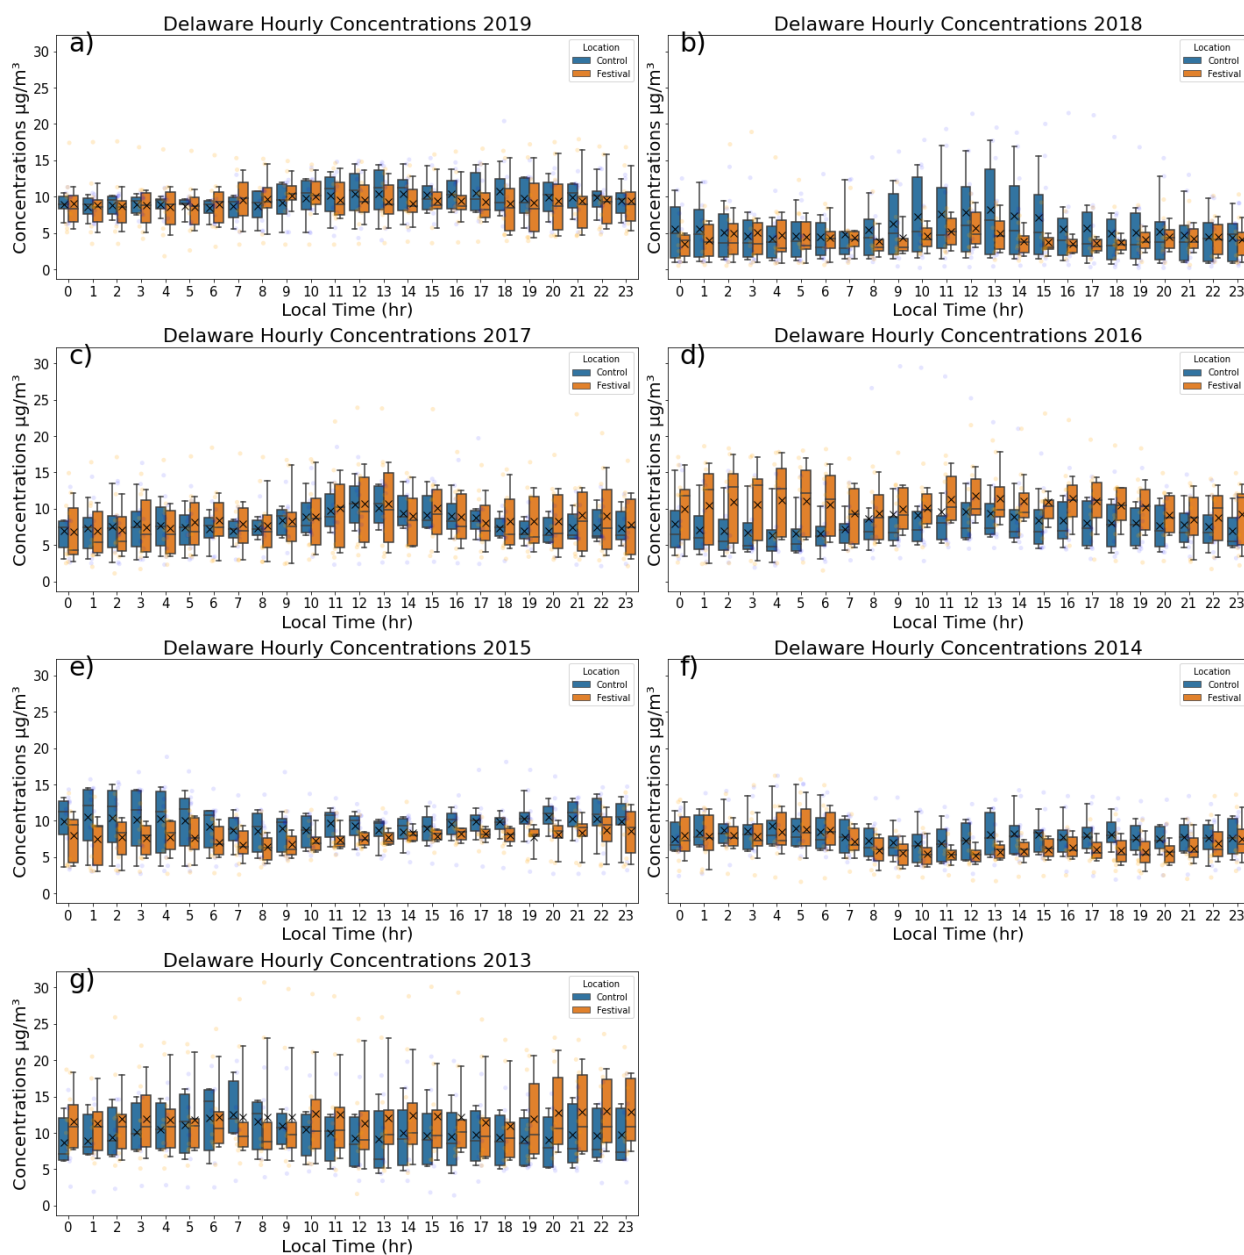 Delaware Hourly Concentrations 2019
a)
Location
Control
Festival
Concentrations µg/m³
30
25
20
15
10
5
0
0 1 2 3 4 5 6 7 8 9 10 11 12 13 14 15 16 17 18 19 20 21 22 23
Local Time (hr)
Delaware Hourly Concentrations 2018
b)
Location
Control
Festival
Concentrations µg/m³
0 1 2 3 4 5 6 7 8 9 10 11 12 13 14 15 16 17 18 19 20 21 22 23
Local Time (hr)
Delaware Hourly Concentrations 2017
c)
Location
Control
Festival
Concentrations µg/m³
30
25
20
15
10
5
0
0 1 2 3 4 5 6 7 8 9 10 11 12 13 14 15 16 17 18 19 20 21 22 23
Local Time (hr)
Delaware Hourly Concentrations 2016
d)
Location
Control
Festival
Concentrations µg/m³
0 1 2 3 4 5 6 7 8 9 10 11 12 13 14 15 16 17 18 19 20 21 22 23
Local Time (hr)
Delaware Hourly Concentrations 2015
e)
Location
Control
Festival
Concentrations µg/m³
30
25
20
15
10
5
0
0 1 2 3 4 5 6 7 8 9 10 11 12 13 14 15 16 17 18 19 20 21 22 23
Local Time (hr)
Delaware Hourly Concentrations 2014
f)
Location
Control
Festival
Concentrations µg/m³
0 1 2 3 4 5 6 7 8 9 10 11 12 13 14 15 16 17 18 19 20 21 22 23
Local Time (hr)
Delaware Hourly Concentrations 2013
g)
Location
Control
Festival
Concentrations µg/m³
30
25
20
15
10
5
0
0 1 2 3 4 5 6 7 8 9 10 11 12 13 14 15 16 17 18 19 20 21 22 23
Local Time (hr)